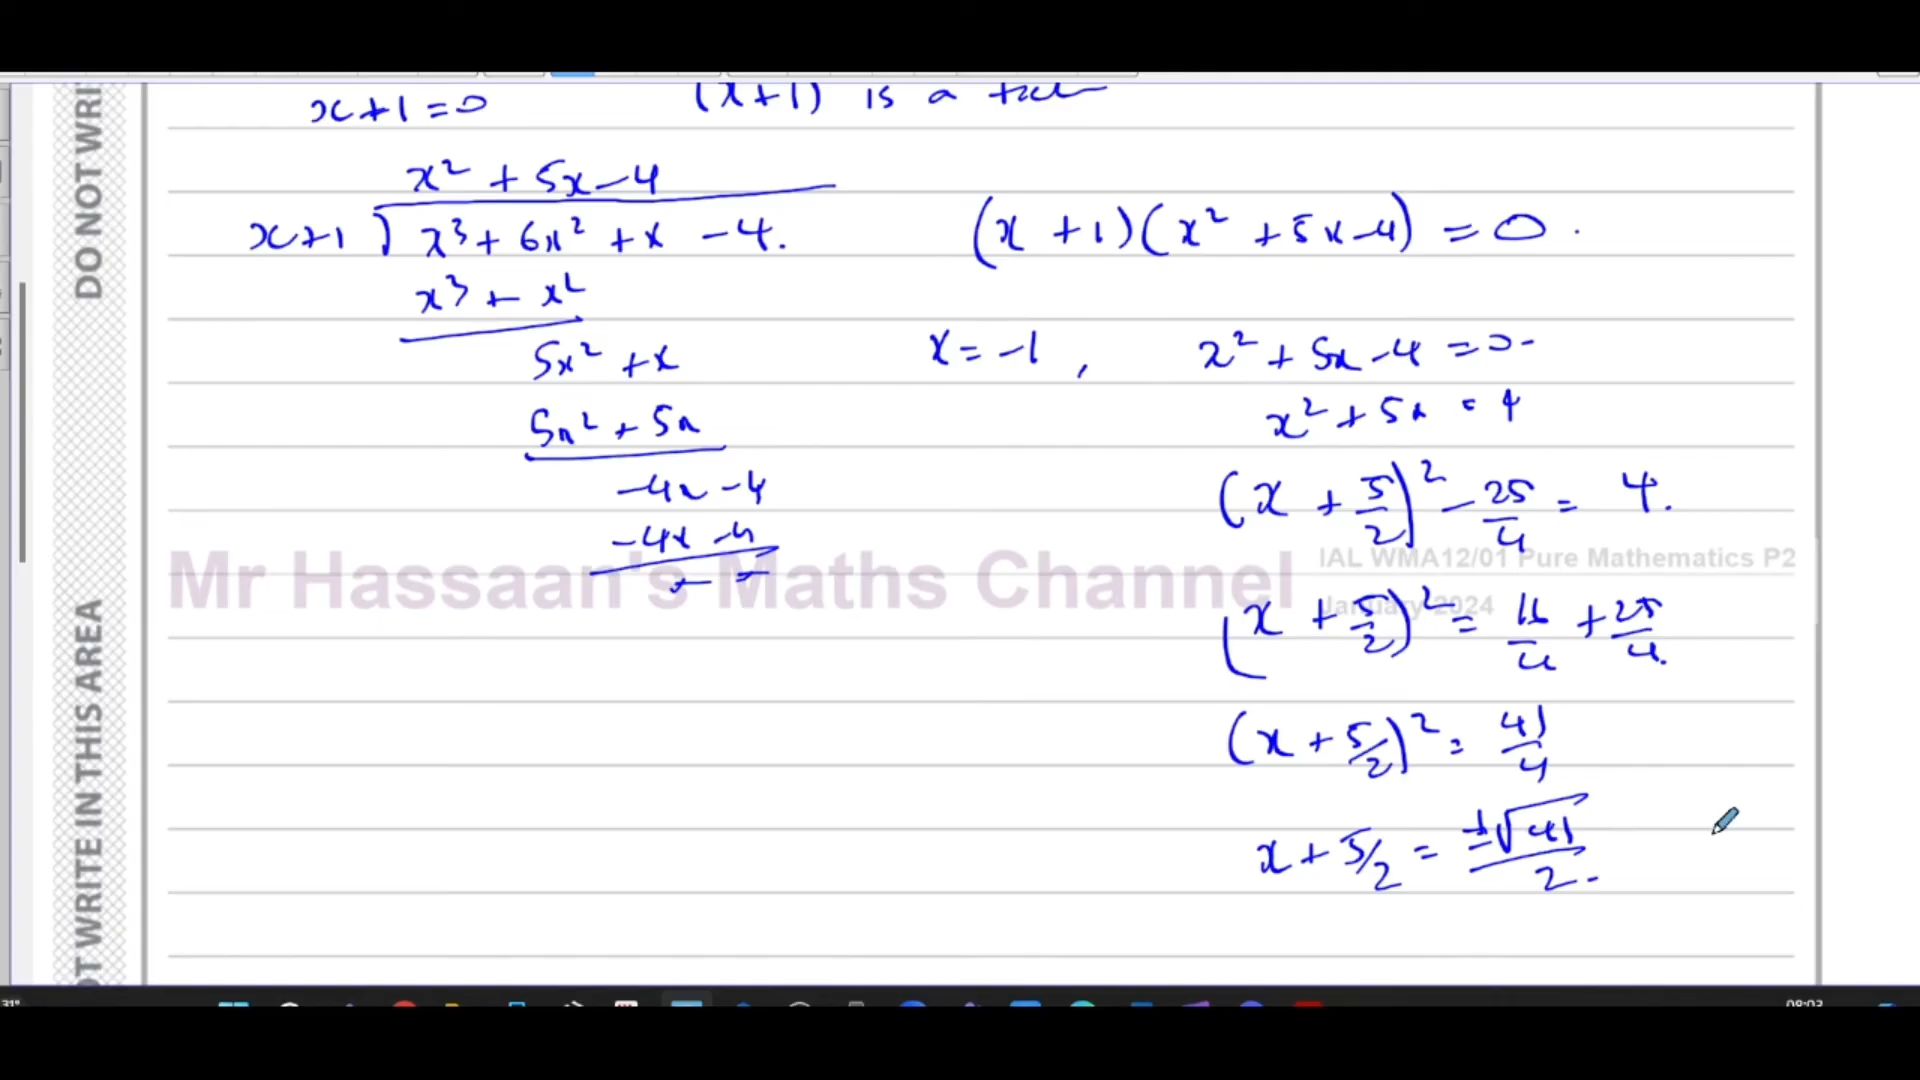 DO NOT WRI
T WRITE IN THIS AREA
x+1=0
(x+1) is a
x² + 5x-4
x+1 ) x³ + 6x² + x - 4.
x³ + x²
5x² + x
5x² + 5x
-4x - 4
-4x - 4
(x + 1)(x² + 5x-4) = 0.
x = -1 ,
x² + 5x - 4 = 0
x² + 5x = 4
(x + 5/2)² - 25/4 = 4.
(x + 5/2)² = 16/4 + 25/4.
(x + 5/2)² = 41/4
x + 5/2 = ±√41/2.
Mr Hassaan's Maths Channel
IAL WMA12/01 Pure Mathematics P2
January 2024
31°
08:03